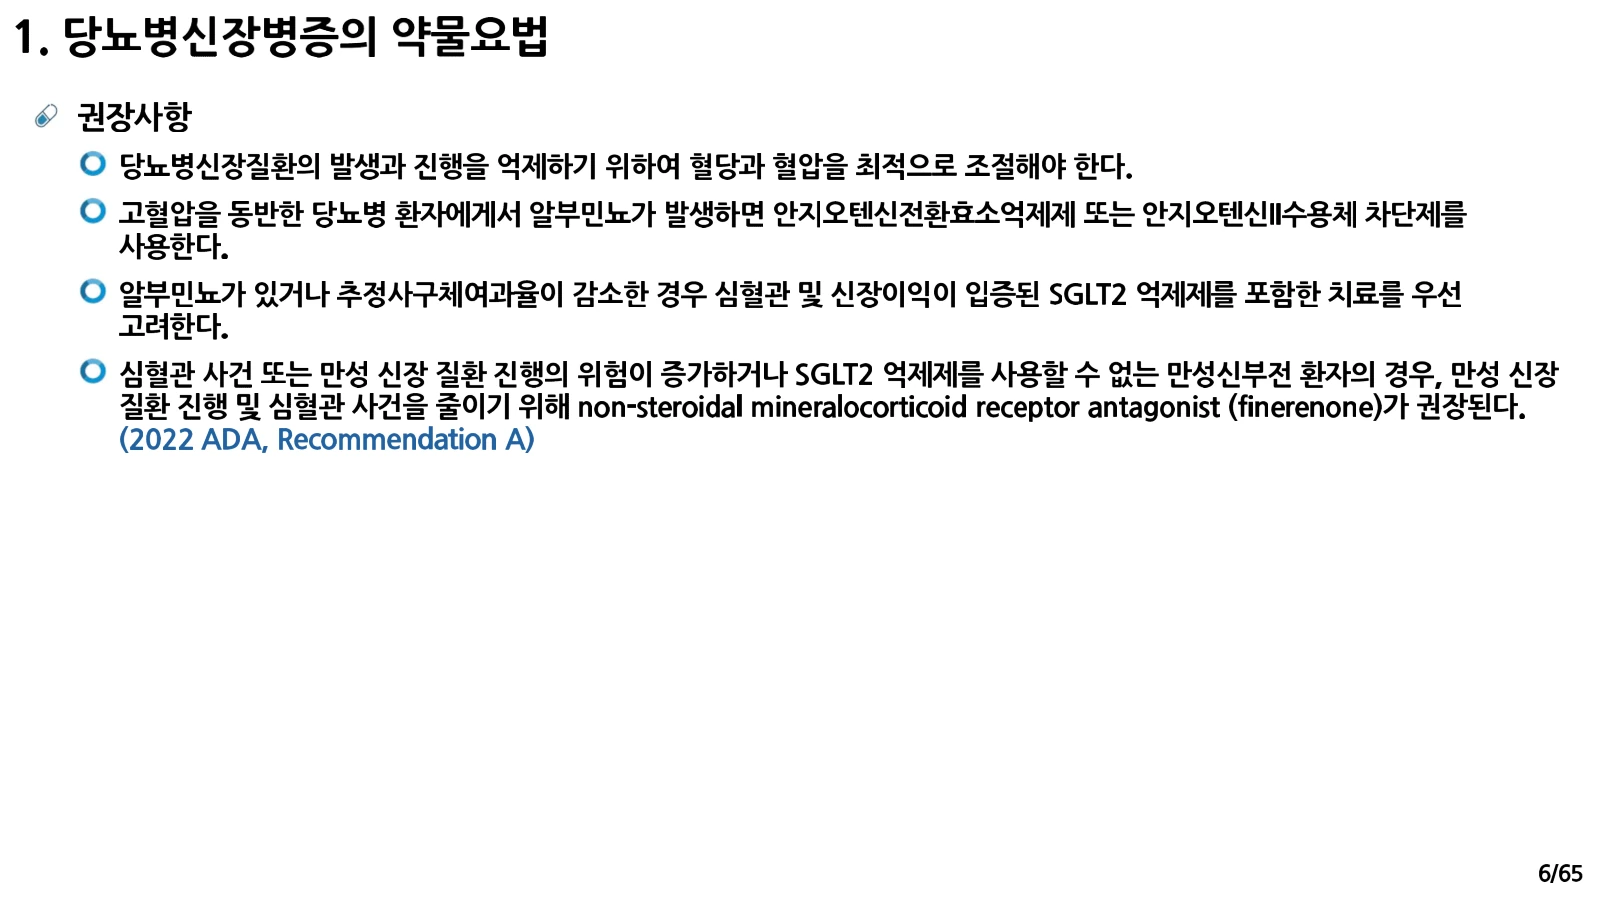 1. 당뇨병신장병증의 약물요법
권장사항
당뇨병신장질환의 발생과 진행을 억제하기 위하여 혈당과 혈압을 최적으로 조절해야 한다.
고혈압을 동반한 당뇨병 환자에게서 알부민뇨가 발생하면 안지오텐신전환효소억제제 또는 안지오텐신II수용체 차단제를
사용한다.
알부민뇨가 있거나 추정사구체여과율이 감소한 경우 심혈관 및 신장이익이 입증된 SGLT2 억제제를 포함한 치료를 우선
고려한다.
심혈관 사건 또는 만성 신장 질환 진행의 위험이 증가하거나 SGLT2 억제제를 사용할 수 없는 만성신부전 환자의 경우, 만성 신장
질환 진행 및 심혈관 사건을 줄이기 위해 non-steroidal mineralocorticoid receptor antagonist (finerenone)가 권장된다.
(2022 ADA, Recommendation A)
6/65